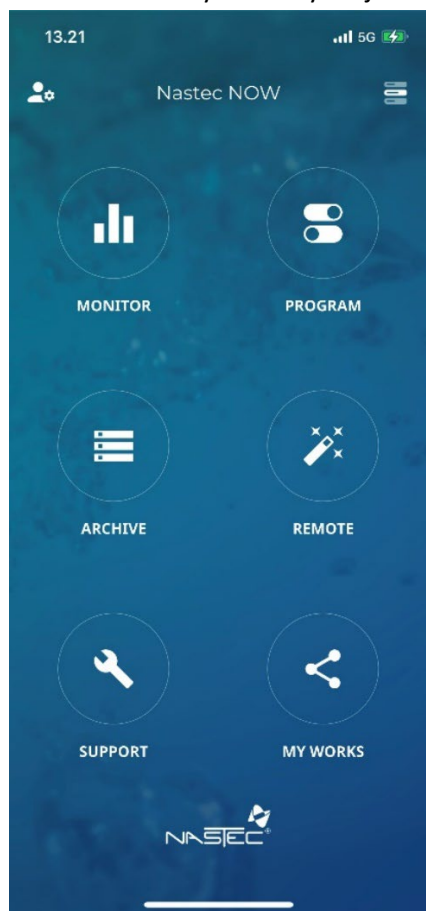 13.21 5G
Nastec NOW
MONITOR PROGRAM
ARCHIVE REMOTE
SUPPORT MY WORKS
NASTEC